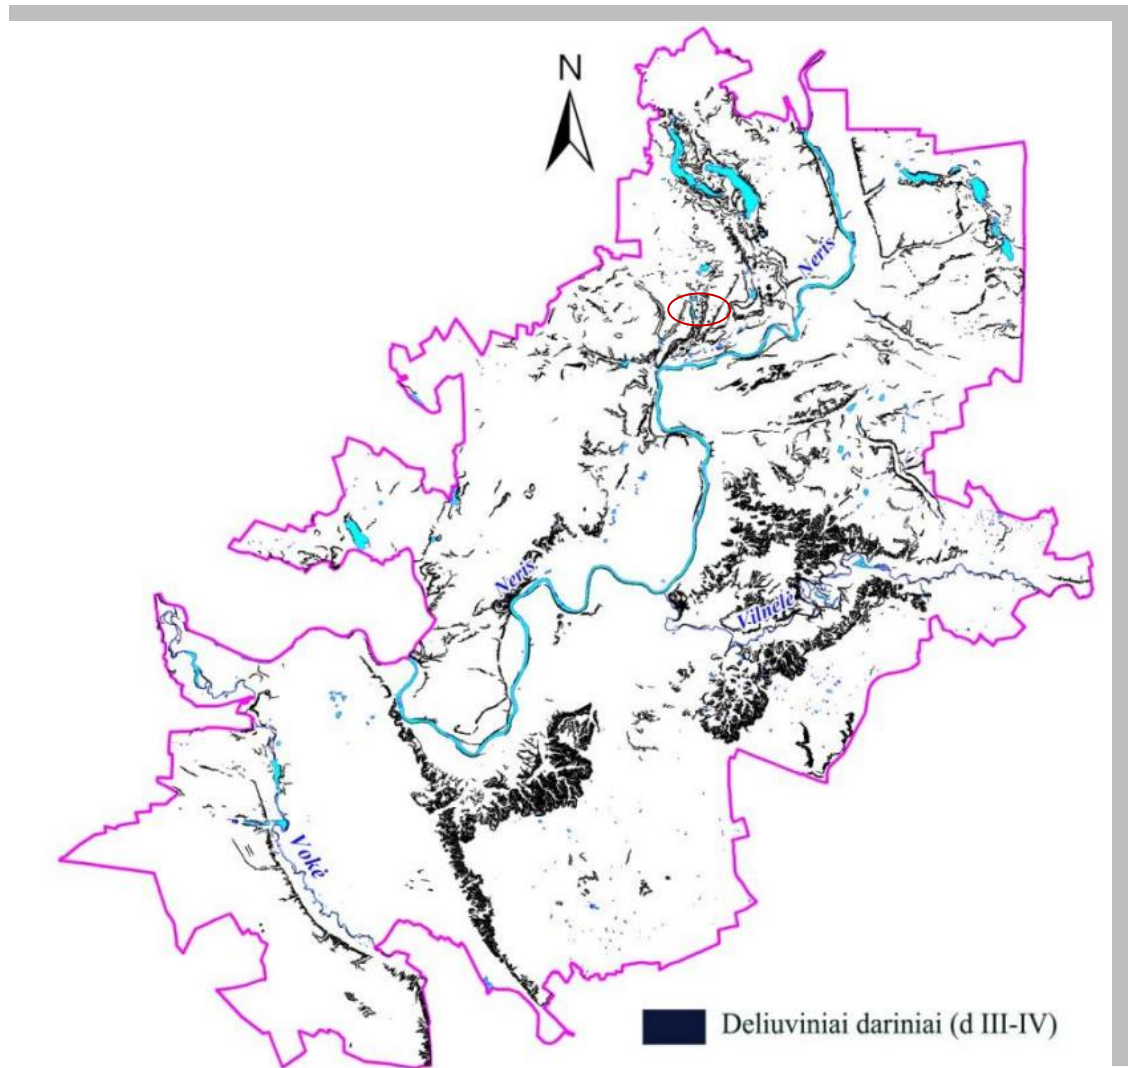 N
Neris
Neris
Vilnelė
Vokė
Deliuviniai dariniai (d III-IV)